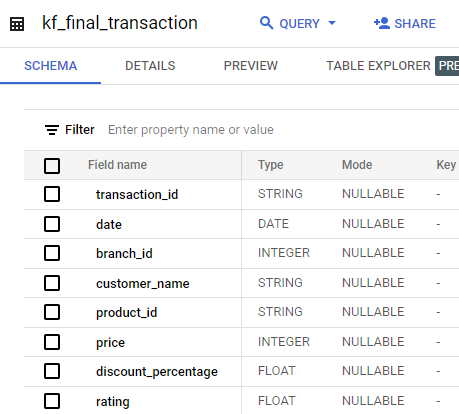 kf_final_transaction QUERY SHARE
SCHEMA DETAILS PREVIEW TABLE EXPLORER PRE
Filter Enter property name or value
Field name Type Mode Key
transaction_id STRING NULLABLE -
date DATE NULLABLE -
branch_id INTEGER NULLABLE -
customer_name STRING NULLABLE -
product_id STRING NULLABLE -
price INTEGER NULLABLE -
discount_percentage FLOAT NULLABLE -
rating FLOAT NULLABLE -